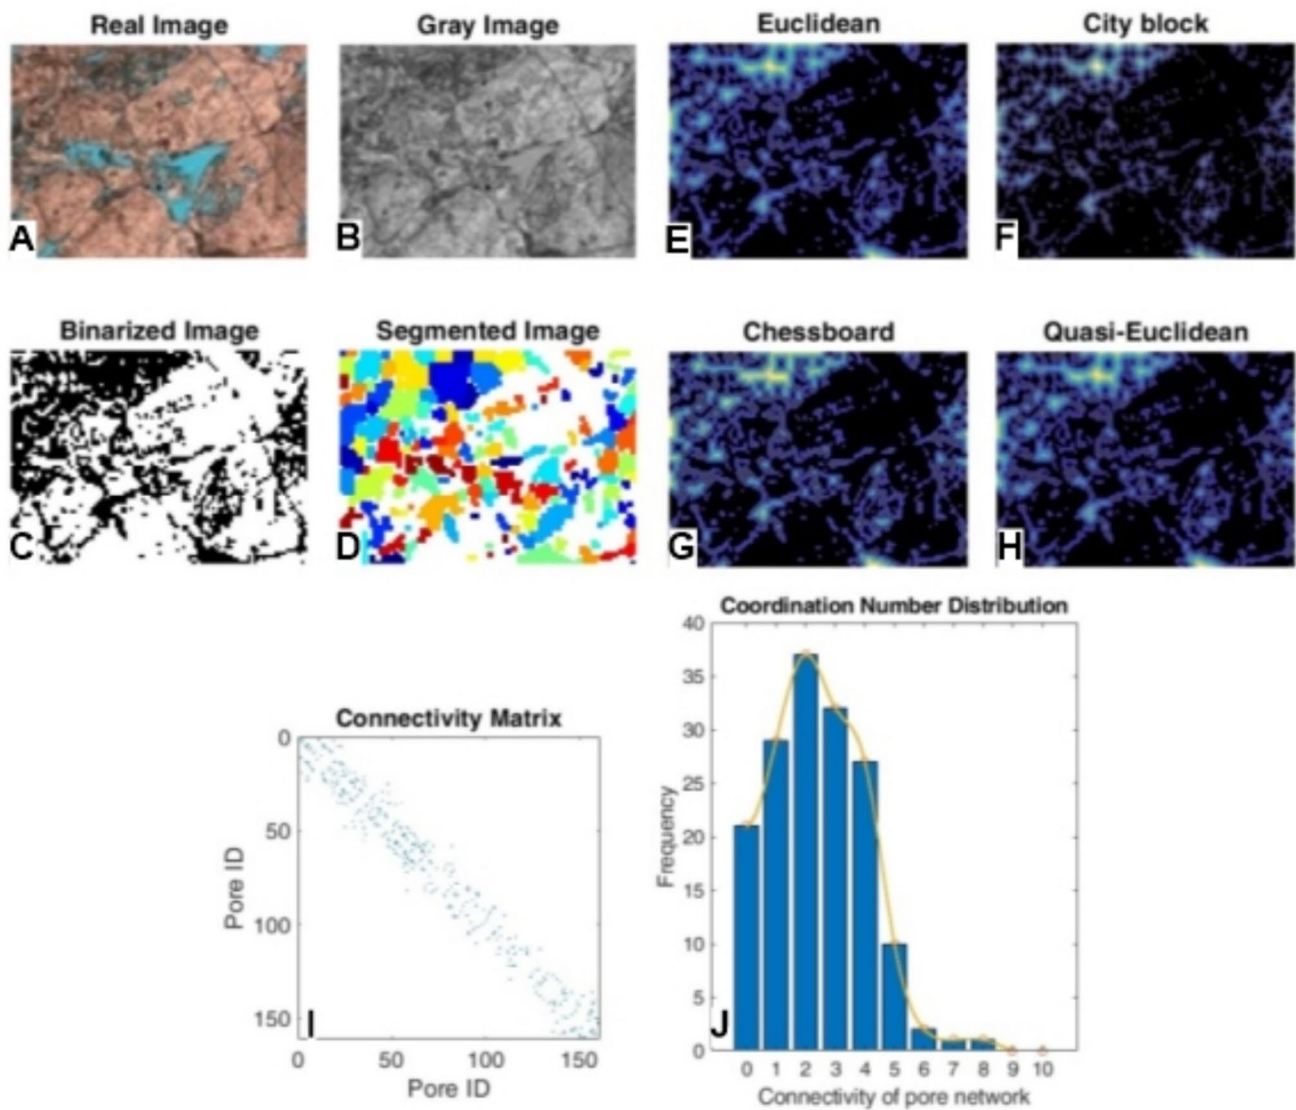 Real Image
Gray Image
Euclidean
City block
A
B
E
F
Binarized Image
Segmented Image
Chessboard
Quasi-Euclidean
C
D
G
H
Connectivity Matrix
0
50
100
150
Pore ID
0
50
100
150
Pore ID
I
Coordination Number Distribution
40
35
30
25
20
15
10
5
0
Frequency
J
0 1 2 3 4 5 6 7 8 9 10
Connectivity of pore network